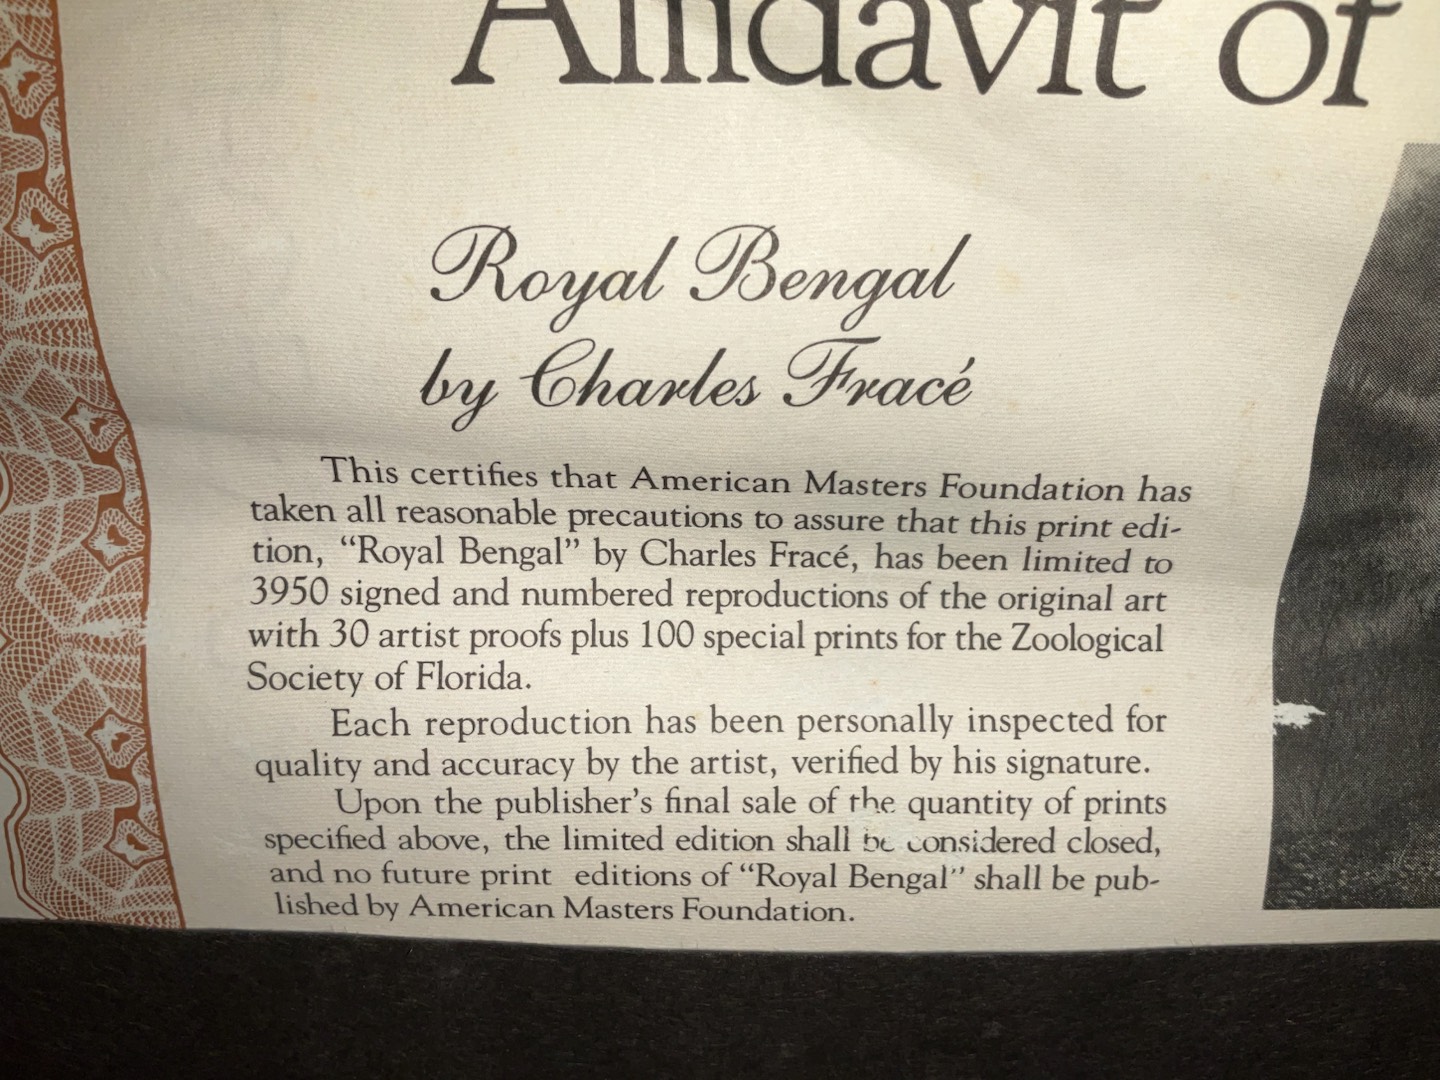 Affidavit of
Royal Bengal
by Charles Fracé
This certifies that American Masters Foundation has
taken all reasonable precautions to assure that this print edi-
tion, “Royal Bengal” by Charles Fracé, has been limited to
3950 signed and numbered reproductions of the original art
with 30 artist proofs plus 100 special prints for the Zoological
Society of Florida.
Each reproduction has been personally inspected for
quality and accuracy by the artist, verified by his signature.
Upon the publisher’s final sale of the quantity of prints
specified above, the limited edition shall be considered closed,
and no future print editions of “Royal Bengal” shall be pub-
lished by American Masters Foundation.